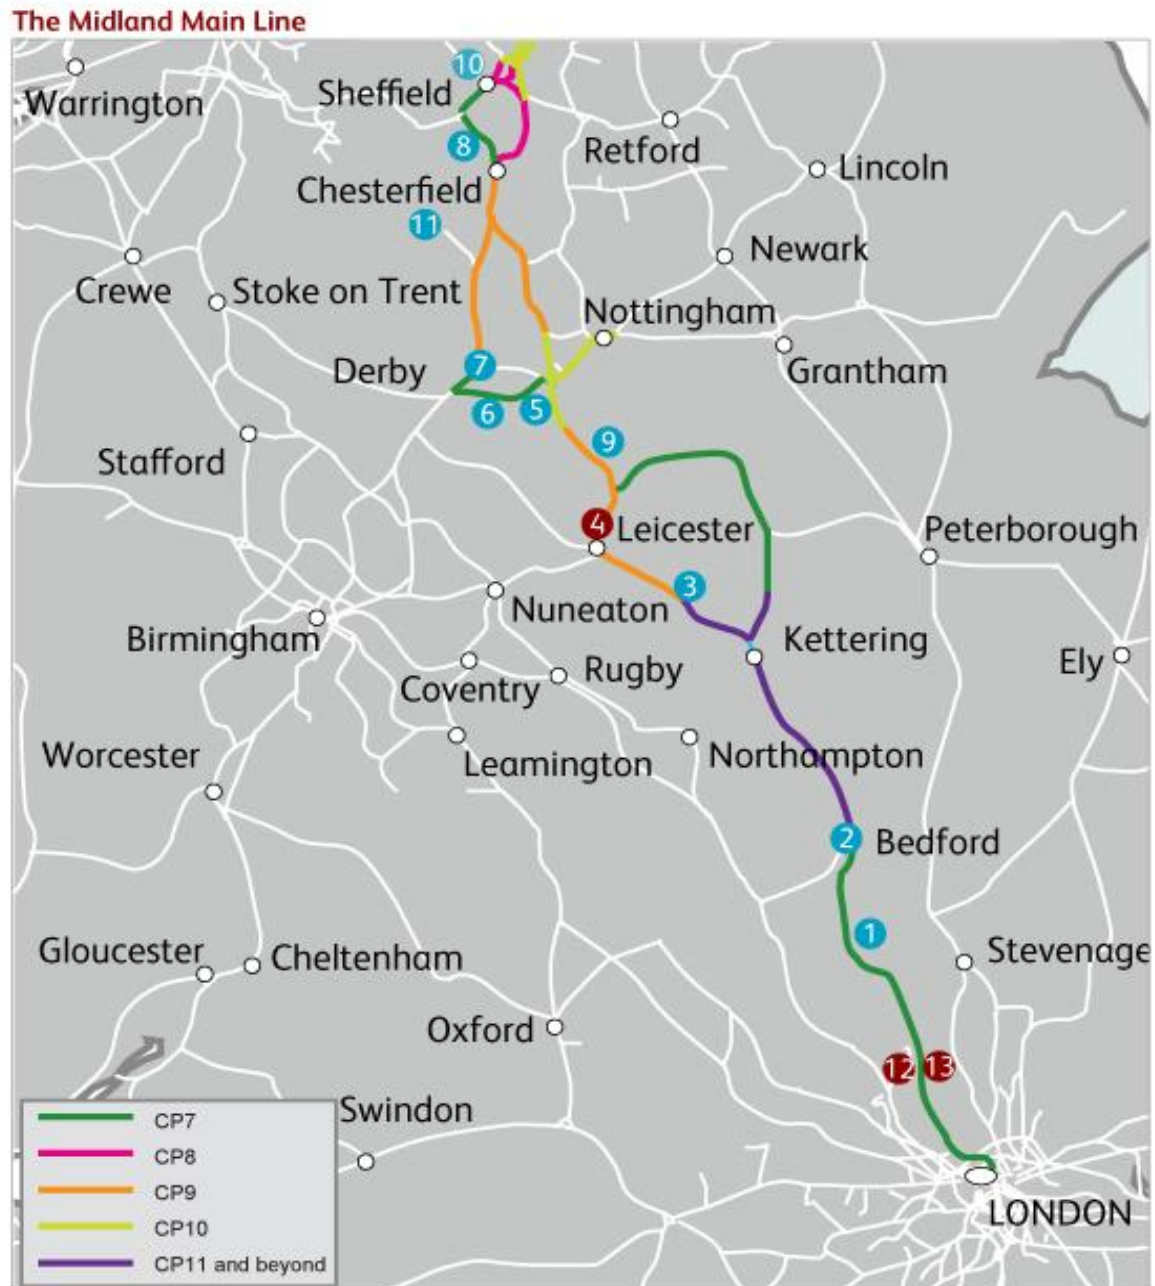 The Midland Main Line
10
Warrington
Sheffield
8
Retford
Lincoln
Chesterfield
11
Newark
Crewe
Stoke on Trent
Nottingham
Derby
7
Grantham
6
5
9
Stafford
4
Leicester
Peterborough
3
Nuneaton
Birmingham
Kettering
Ely
Coventry
Rugby
Worcester
Leamington
Northampton
2
Bedford
1
Gloucester
Cheltenham
Stevenage
Oxford
12
13
Swindon
LONDON
CP7
CP8
CP9
CP10
CP11 and beyond